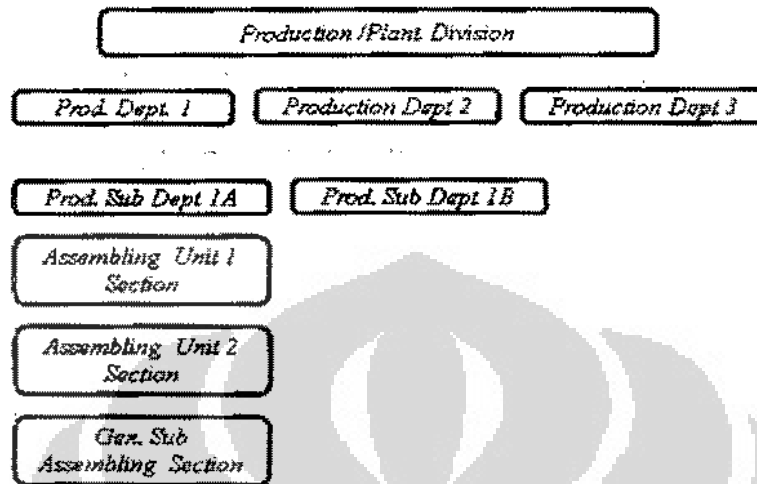 Production /Plant Division
Prod. Dept. 1 Production Dept 2 Production Dept 3
Prod. Sub Dept 1A Prod. Sub Dept 1B
Assembling Unit 1
Section
Assembling Unit 2
Section
Gen. Sub
Assembling Section